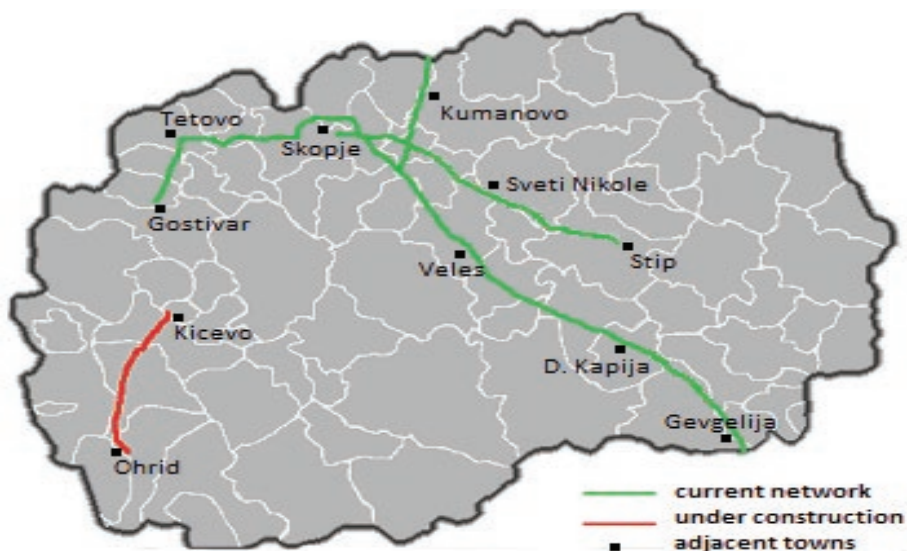 Kumanovo
Tetovo
Skopje
Sveti Nikole
Gostivar
Stip
Veles
Kicevo
D. Kapija
Gevgelija
Ohrid
current network
under construction
adjacent towns